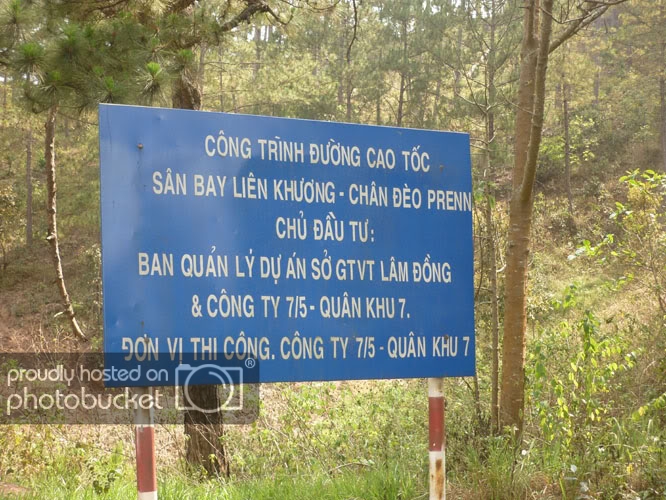 CÔNG TRÌNH ĐƯỜNG CAO TỐC
SÂN BAY LIÊN KHƯƠNG - CHÂN ĐÈO PRENN
CHỦ ĐẦU TƯ:
BAN QUẢN LÝ DỰ ÁN SỞ GTVT LÂM ĐỒNG
& CÔNG TY 7/5 - QUÂN KHU 7.
ĐƠN VỊ THI CÔNG. CÔNG TY 7/5 - QUÂN KHU 7
proudly hosted on
photobucket